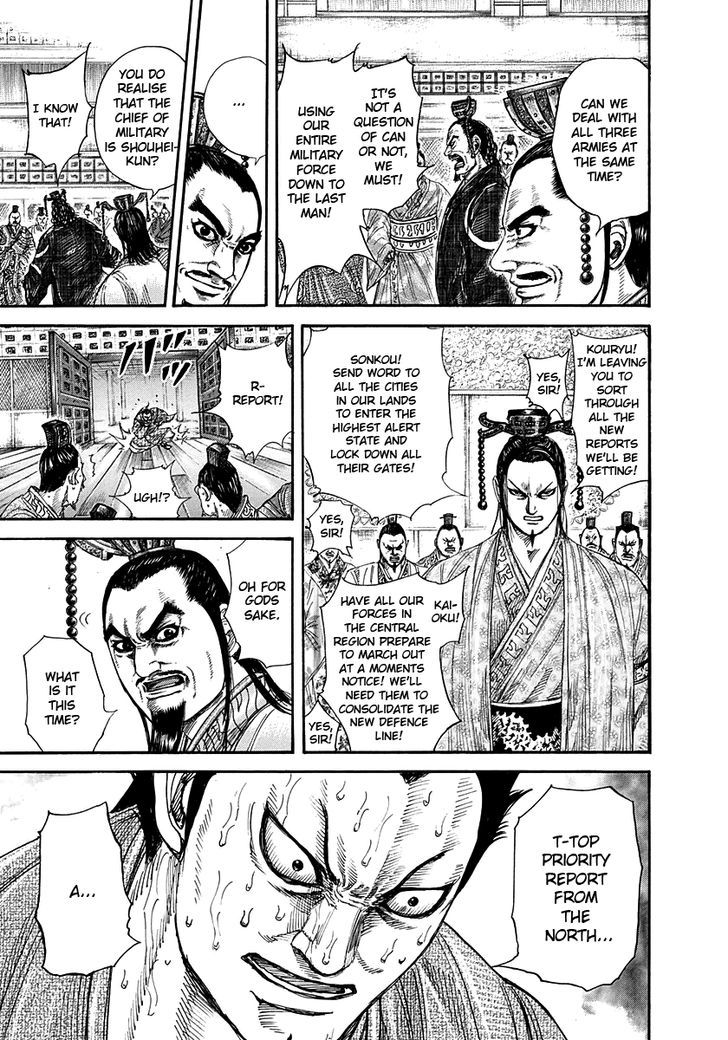 CAN WE
DEAL WITH
ALL THREE
ARMIES AT
THE SAME
TIME?
IT'S
NOT A
QUESTION
OF CAN
OR NOT,
WE
MUST!
USING
OUR
ENTIRE
MILITARY
FORCE
DOWN TO
THE LAST
MAN!
...
YOU DO
REALISE
THAT THE
CHIEF OF
MILITARY
IS SHOUHEI-
KUN?
I KNOW
THAT!
KOURYU!
I'M LEAVING
YOU TO
SORT
THROUGH
ALL THE
NEW
REPORTS
WE'LL BE
GETTING!
YES,
SIR!
SONKOU!
SEND WORD
TO ALL
THE CITIES
IN OUR LANDS
TO ENTER
THE HIGHEST
ALERT
STATE AND
LOCK DOWN
ALL THEIR
GATES!
YES,
SIR!
KAI-
OKU!
HAVE ALL OUR
FORCES IN
THE CENTRAL
REGION PREPARE
TO MARCH OUT
AT A MOMENTS
NOTICE! WE'LL
NEED THEM TO
CONSOLIDATE
THE NEW DEFENCE
LINE!
YES,
SIR!
R-
REPORT!
UGH!?
OH FOR
GODS
SAKE.
WHAT
IS IT
THIS
TIME?
T-TOP
PRIORITY
REPORT
FROM
THE
NORTH...
A...